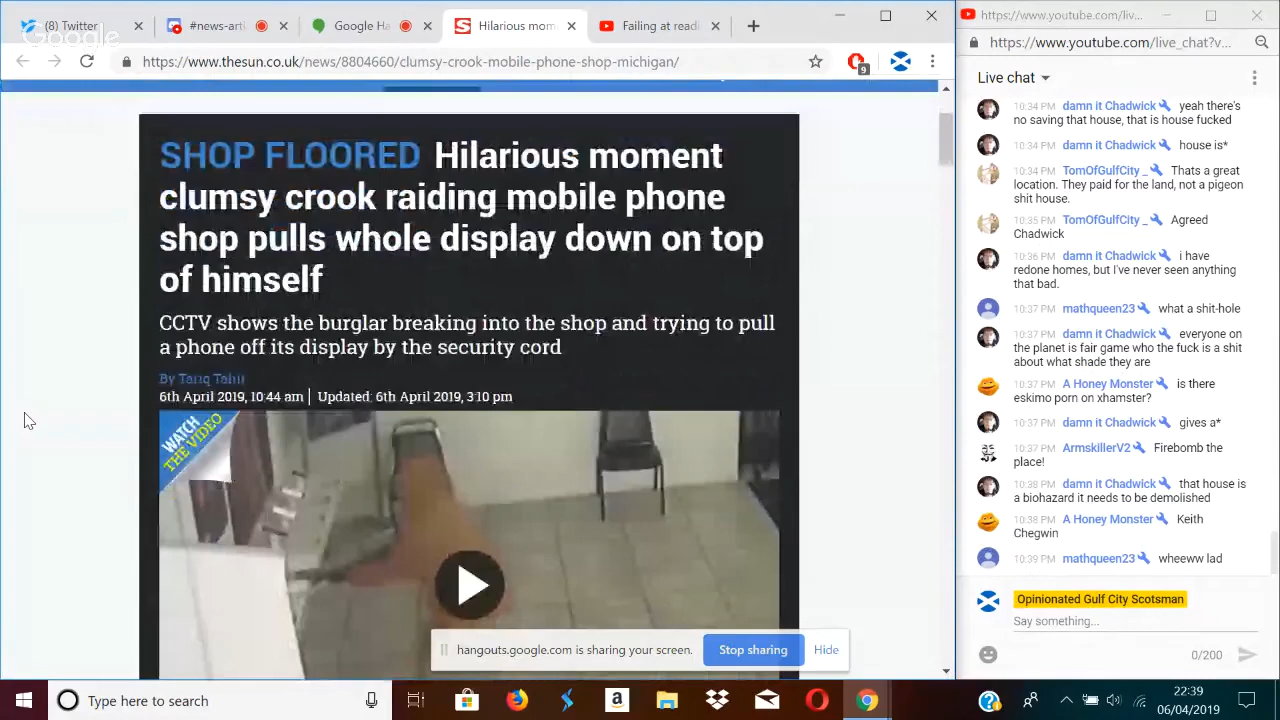 (8) Twitter
#news-arti
Google Ha
Hilarious mom
Failing at readi
Google
https://www.youtube.com/liv...
https://www.thesun.co.uk/news/8804660/clumsy-crook-mobile-phone-shop-michigan/
9
https://www.youtube.com/live_chat?v...
SHOP FLOORED Hilarious moment
clumsy crook raiding mobile phone
shop pulls whole display down on top
of himself
CCTV shows the burglar breaking into the shop and trying to pull
a phone off its display by the security cord
By Tariq Tahir
6th April 2019, 10:44 am | Updated: 6th April 2019, 3:10 pm
WATCH
THE VIDEO
hangouts.google.com is sharing your screen.
Stop sharing
Hide
Live chat
10:34 PM damn it Chadwick yeah there's
no saving that house, that is house fucked
10:34 PM damn it Chadwick house is*
10:34 PM TomOfGulfCity _ Thats a great
location. They paid for the land, not a pigeon
shit house.
10:35 PM TomOfGulfCity _ Agreed
Chadwick
10:36 PM damn it Chadwick i have
redone homes, but I've never seen anything
that bad.
10:37 PM mathqueen23 what a shit-hole
10:37 PM damn it Chadwick everyone on
the planet is fair game who the fuck is a shit
about what shade they are
10:37 PM A Honey Monster is there
eskimo porn on xhamster?
10:37 PM damn it Chadwick gives a*
10:37 PM ArmskillerV2 Firebomb the
place!
10:38 PM damn it Chadwick that house is
a biohazard it needs to be demolished
10:38 PM A Honey Monster Keith
Chegwin
10:39 PM mathqueen23 wheeww lad
Opinionated Gulf City Scotsman
Say something...
0/200
Type here to search
22:39
06/04/2019